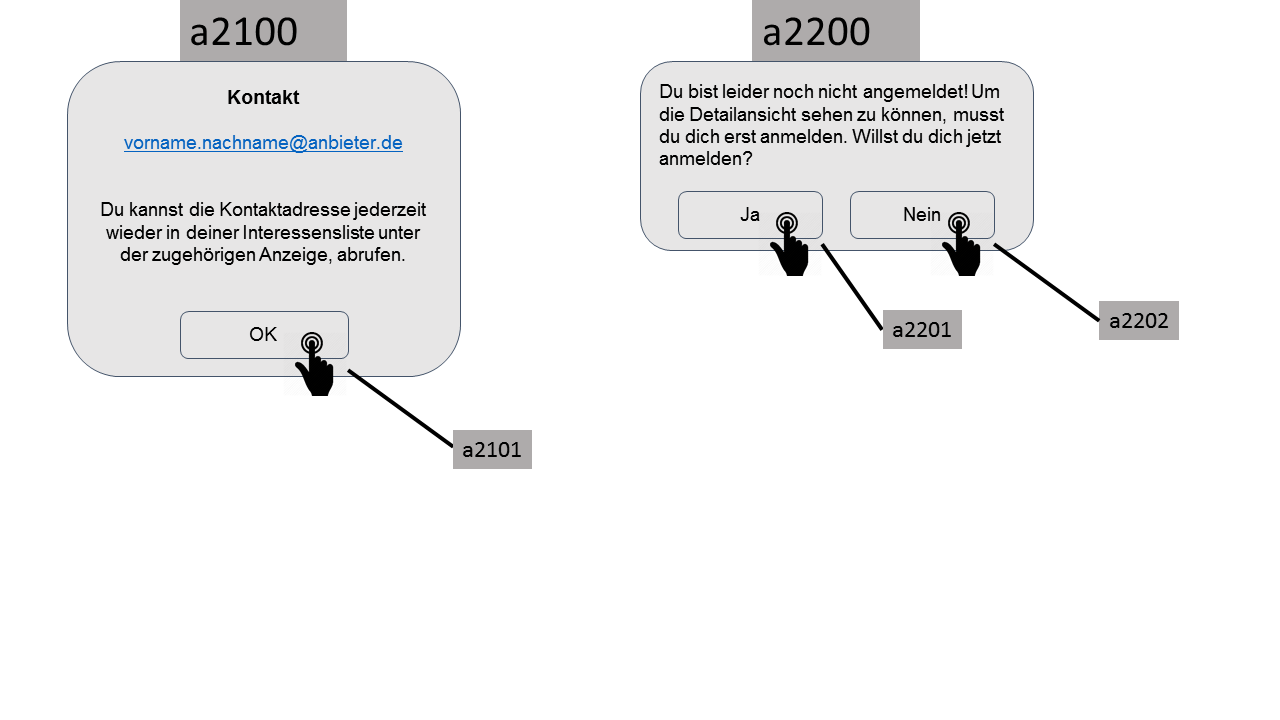 a2100
Kontakt
vorname.nachname@anbieter.de
Du kannst die Kontaktadresse jederzeit
wieder in deiner Interessensliste unter
der zugehörigen Anzeige, abrufen.
OK
a2101
a2200
Du bist leider noch nicht angemeldet! Um
die Detailansicht sehen zu können, musst
du dich erst anmelden. Willst du dich jetzt
anmelden?
Ja
Nein
a2201
a2202